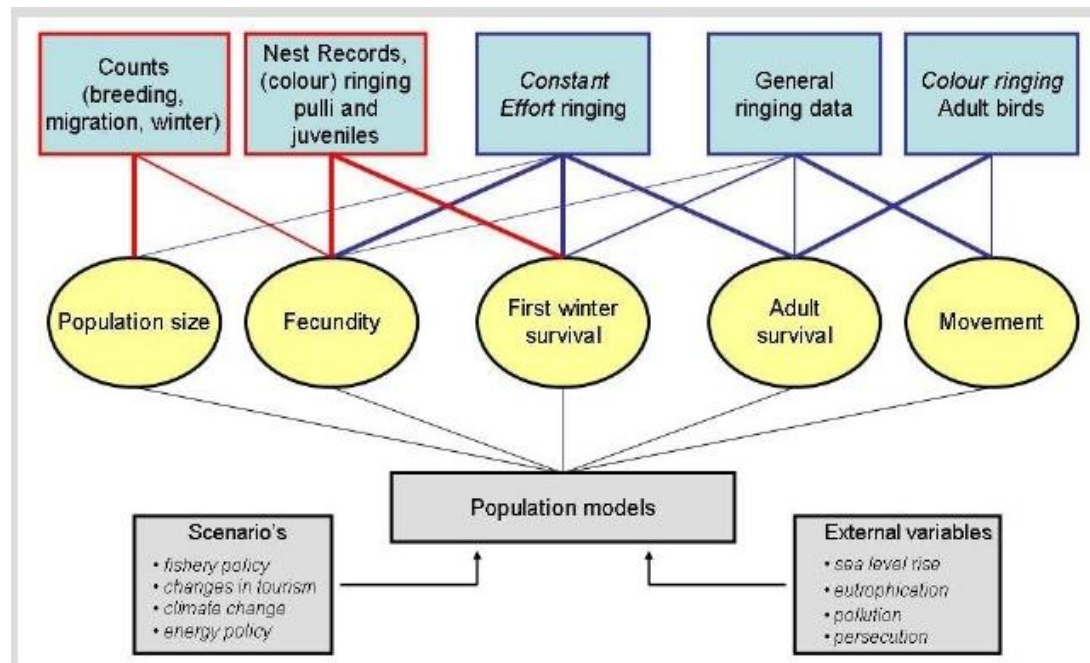 Counts
(breeding,
migration, winter)
Nest Records,
(colour) ringing
pulli and
juveniles
Constant
Effort ringing
General
ringing data
Colour ringing
Adult birds
Population size
Fecundity
First winter
survival
Adult
survival
Movement
Population models
Scenario's
• fishery policy
• changes in tourism
• climate change
• energy policy
External variables
• sea level rise
• eutrophication
• pollution
• persecution